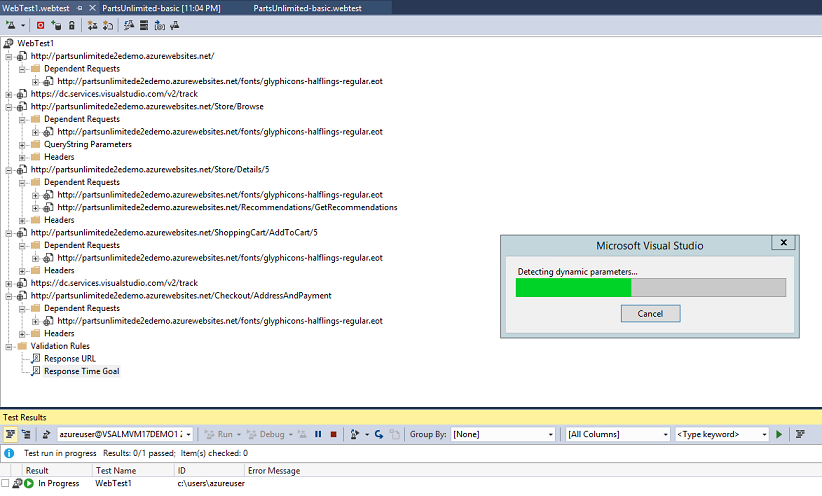 WebTest1.webtest PartsUnlimited-basic [11:04 PM] PartsUnlimited-basic.webtest
WebTest1
http://partsunlimitede2edemo.azurewebsites.net/
Dependent Requests
http://partsunlimitede2edemo.azurewebsites.net/fonts/glyphicons-halflings-regular.eot
https://dc.services.visualstudio.com/v2/track
http://partsunlimitede2edemo.azurewebsites.net/Store/Browse
Dependent Requests
http://partsunlimitede2edemo.azurewebsites.net/fonts/glyphicons-halflings-regular.eot
QueryString Parameters
Headers
http://partsunlimitede2edemo.azurewebsites.net/Store/Details/5
Dependent Requests
http://partsunlimitede2edemo.azurewebsites.net/fonts/glyphicons-halflings-regular.eot
http://partsunlimitede2edemo.azurewebsites.net/Recommendations/GetRecommendations
Headers
http://partsunlimitede2edemo.azurewebsites.net/ShoppingCart/AddToCart/5
Dependent Requests
http://partsunlimitede2edemo.azurewebsites.net/fonts/glyphicons-halflings-regular.eot
Headers
https://dc.services.visualstudio.com/v2/track
http://partsunlimitede2edemo.azurewebsites.net/Checkout/AddressAndPayment
Dependent Requests
http://partsunlimitede2edemo.azurewebsites.net/fonts/glyphicons-halflings-regular.eot
Headers
Validation Rules
Response URL
Response Time Goal
Microsoft Visual Studio
Detecting dynamic parameters...
Cancel
Test Results
azureuser@VSALMVM17DEMO1 2 Run Debug Group By: [None] [All Columns] <Type keyword>
Test run in progress Results: 0/1 passed; Item(s) checked: 0
Result Test Name ID Error Message
In Progress WebTest1 c:\users\azureuser